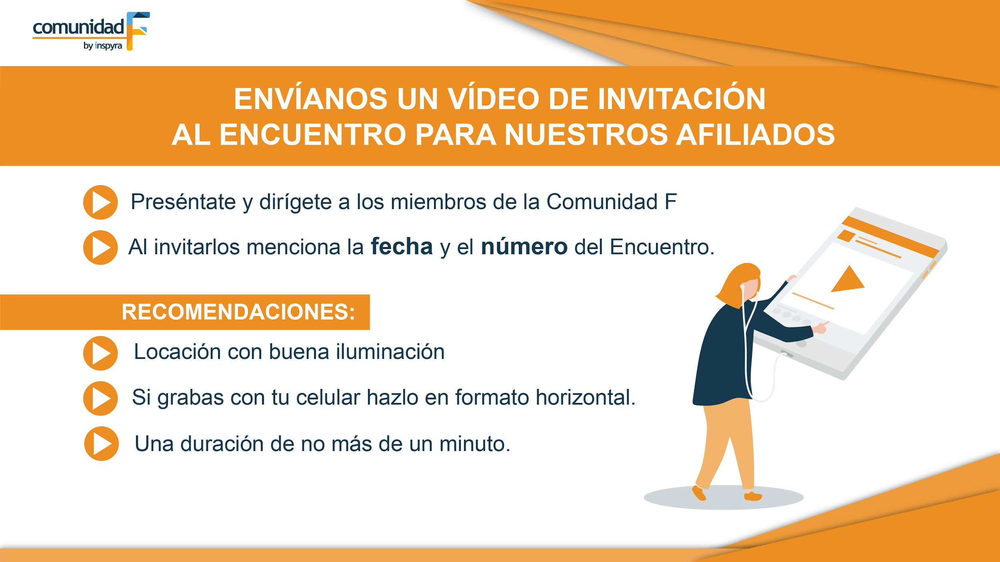 comunidad F
by inspyra
ENVÍANOS UN VÍDEO DE INVITACIÓN
AL ENCUENTRO PARA NUESTROS AFILIADOS
Preséntate y dirígete a los miembros de la Comunidad F
Al invitarlos menciona la fecha y el número del Encuentro.
RECOMENDACIONES:
Locación con buena iluminación
Si grabas con tu celular hazlo en formato horizontal.
Una duración de no más de un minuto.